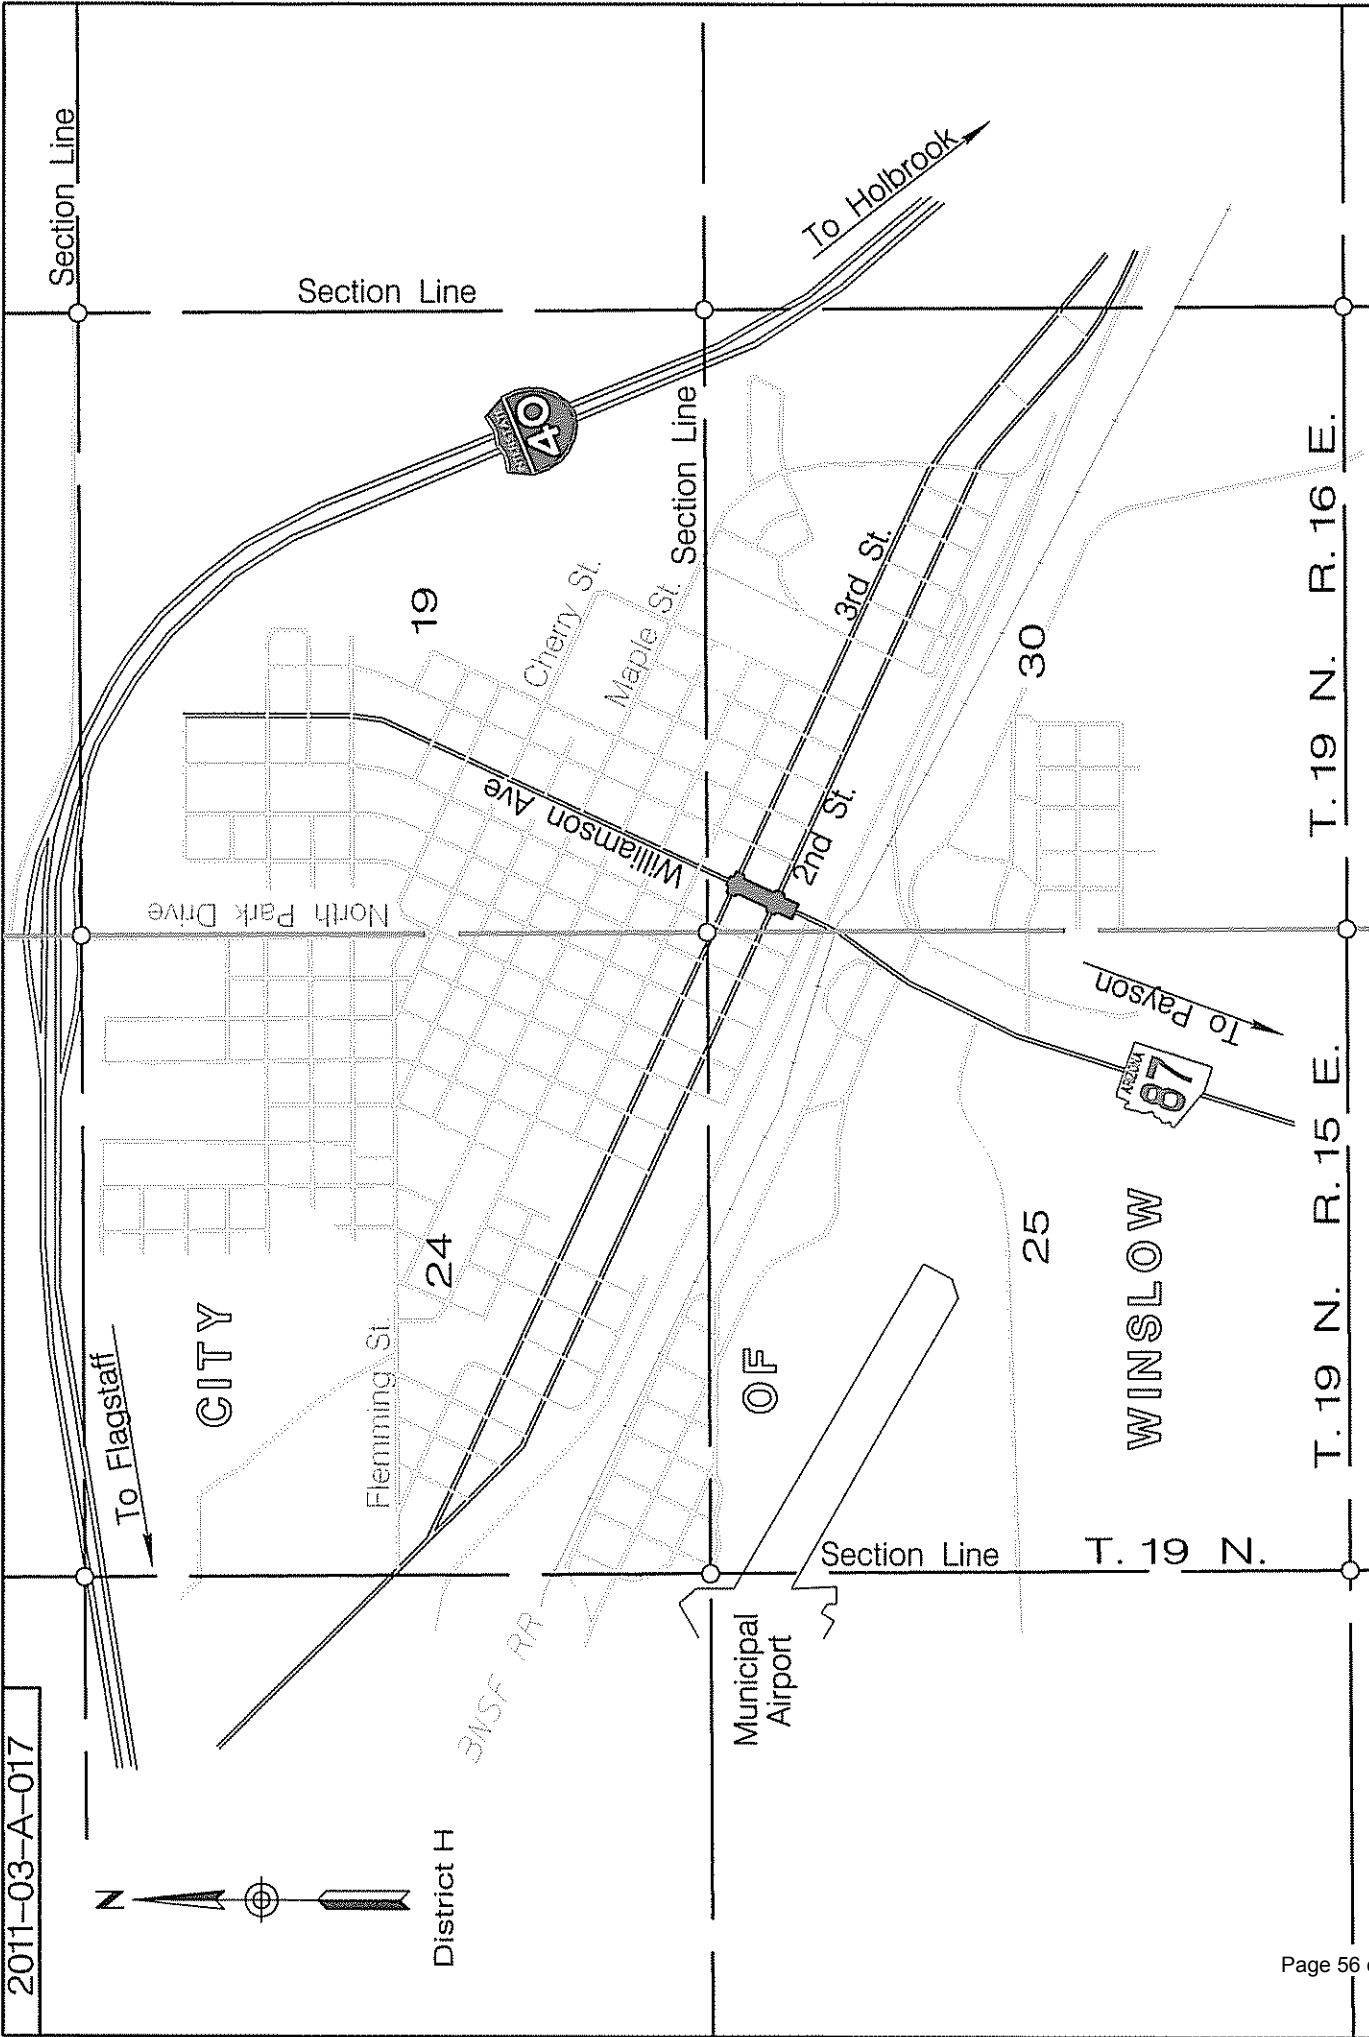 2011-03-A-017
N
District H
Section Line
Section Line
To Flagstaff
CITY
North Park Drive
INTERSTATE
40
To Holbrook
19
Cherry St.
Maple St.
Section Line
Williamson Ave
Flemming St.
24
3rd St.
2nd St.
BNSF RR
OF
Municipal
Airport
Section Line
T. 19 N.
30
25
WINSLOW
To Payson
ARIZONA
87
T. 19 N. R. 15 E.
T. 19 N. R. 16 E.
Page 56